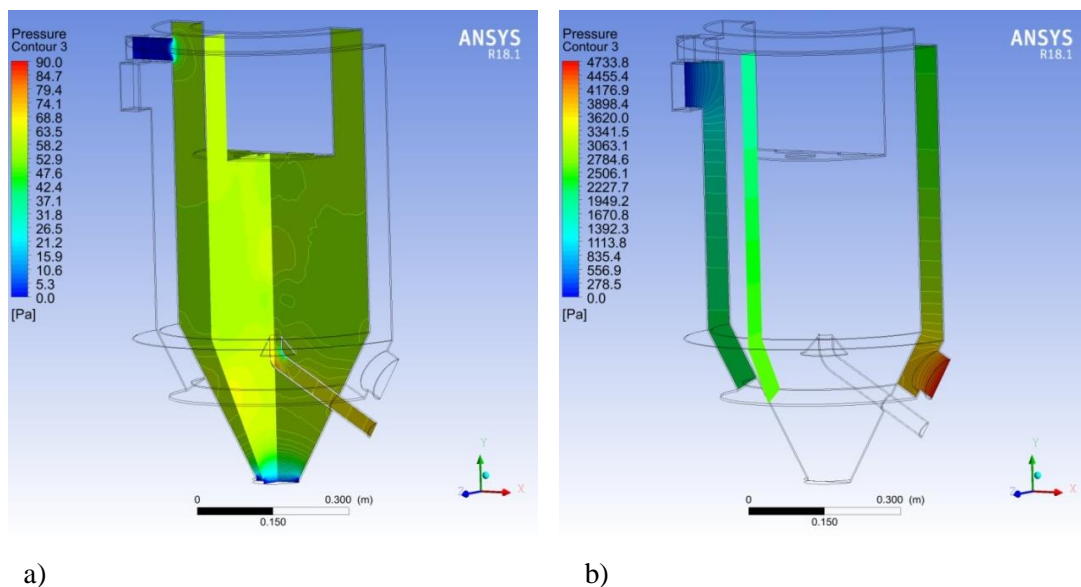 Pressure
Contour 3
90.0
84.7
79.4
74.1
68.8
63.5
58.2
52.9
47.6
42.4
37.1
31.8
26.5
21.2
15.9
10.6
5.3
0.0
[Pa]
ANSYS
R18.1
Y
Z X
0 0.300 (m)
0.150
Pressure
Contour 3
4733.8
4455.4
4176.9
3898.4
3620.0
3341.5
3063.1
2784.6
2506.1
2227.7
1949.2
1670.8
1392.3
1113.8
835.4
556.9
278.5
0.0
[Pa]
ANSYS
R18.1
Y
Z X
0 0.300 (m)
0.150
a) b)